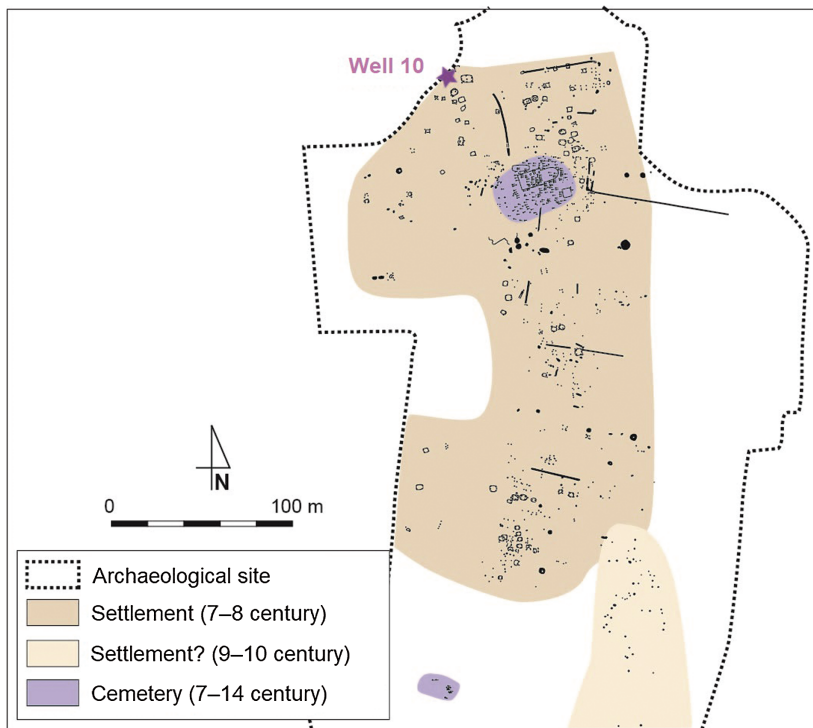 Well 10
N
0 100 m
Archaeological site
Settlement (7–8 century)
Settlement? (9–10 century)
Cemetery (7–14 century)